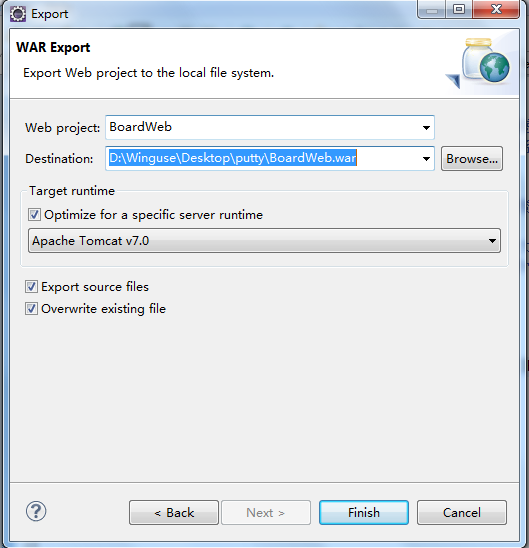 Export
WAR Export
Export Web project to the local file system.
Web project: BoardWeb
Destination: D:\Winguse\Desktop\putty\BoardWeb.war Browse...
Target runtime
Optimize for a specific server runtime
Apache Tomcat v7.0
Export source files
Overwrite existing file
? < Back Next > Finish Cancel